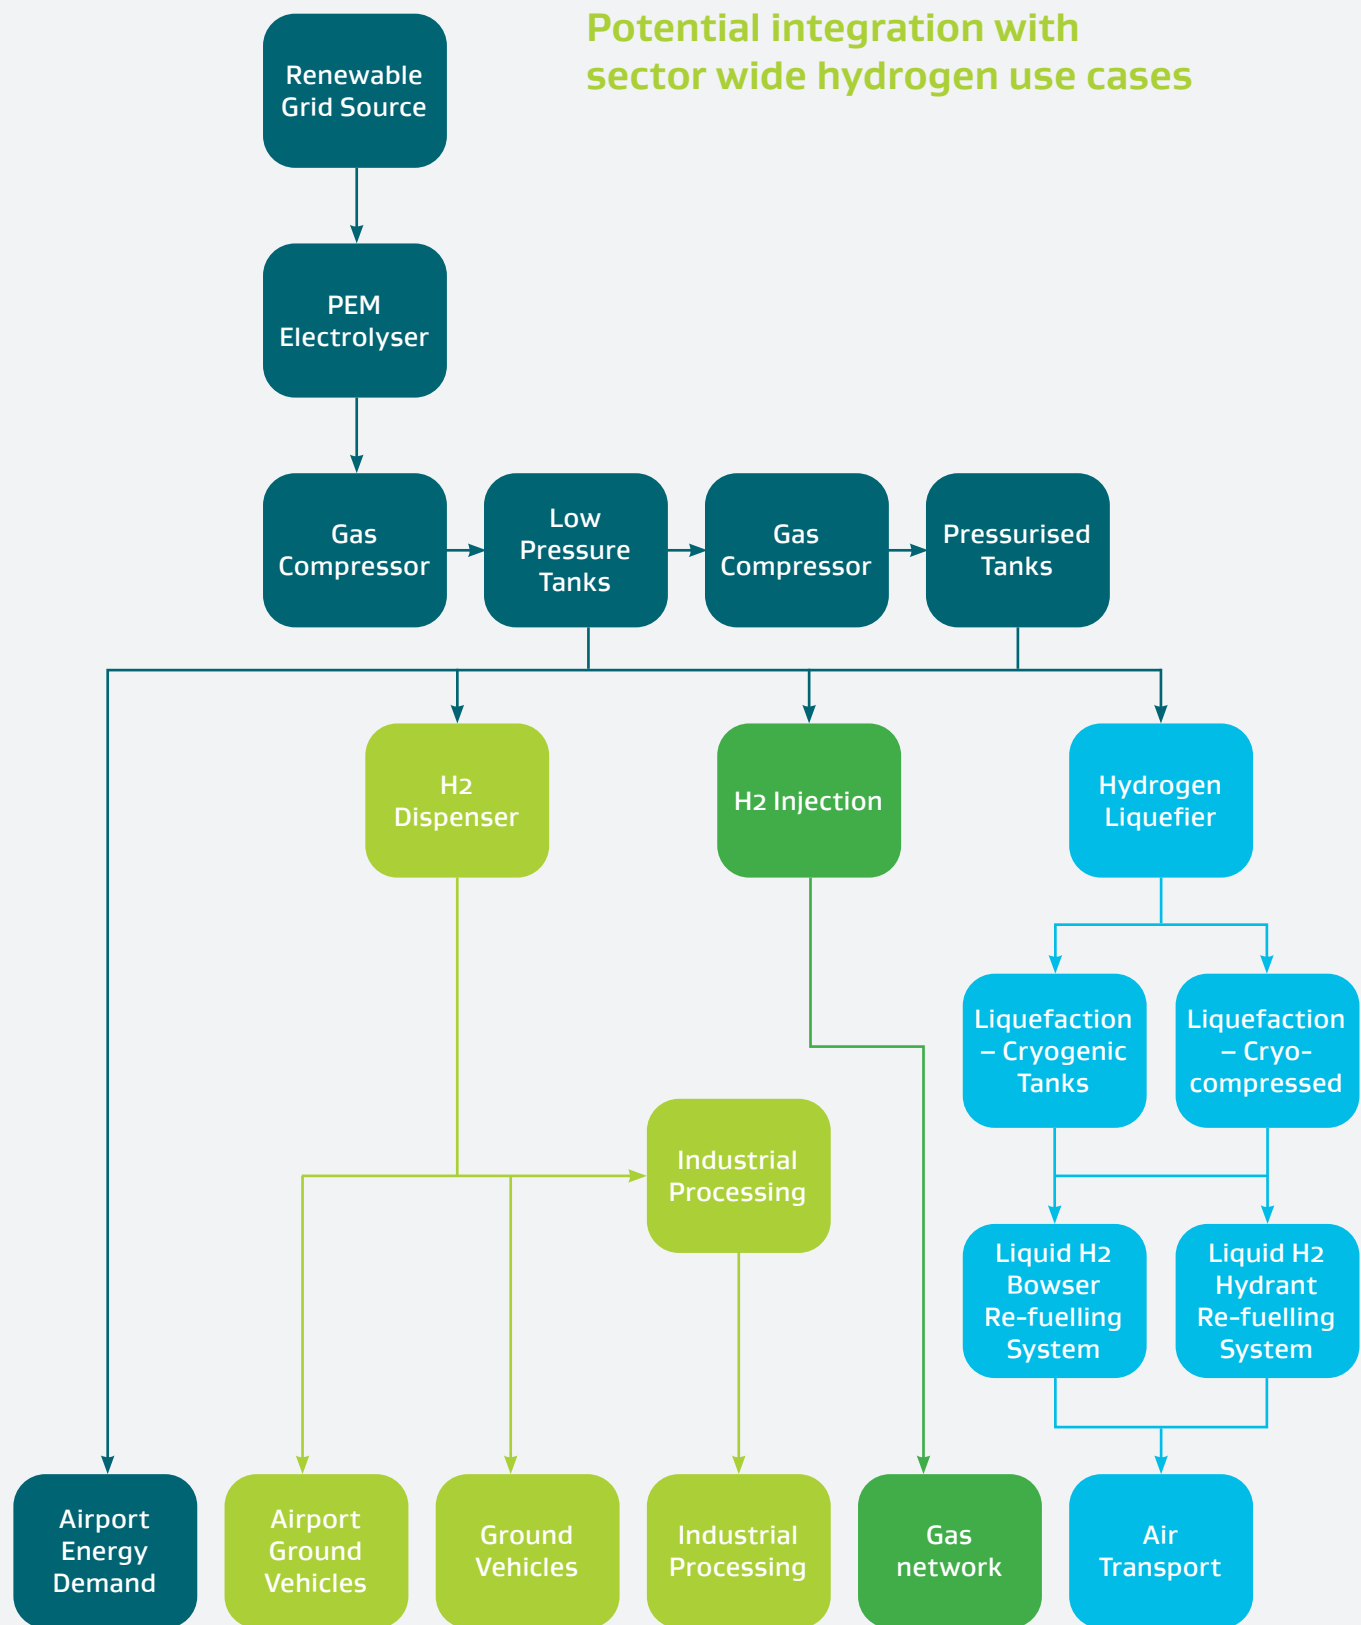 Potential integration with
sector wide hydrogen use cases
Renewable
Grid Source
PEM
Electrolyser
Gas
Compressor
Low
Pressure
Tanks
Gas
Compressor
Pressurised
Tanks
H2
Dispenser
H2 Injection
Hydrogen
Liquefier
Liquefaction
– Cryogenic
Tanks
Liquefaction
– Cryo-
compressed
Industrial
Processing
Liquid H2
Bowser
Re-fuelling
System
Liquid H2
Hydrant
Re-fuelling
System
Airport
Energy
Demand
Airport
Ground
Vehicles
Ground
Vehicles
Industrial
Processing
Gas
network
Air
Transport